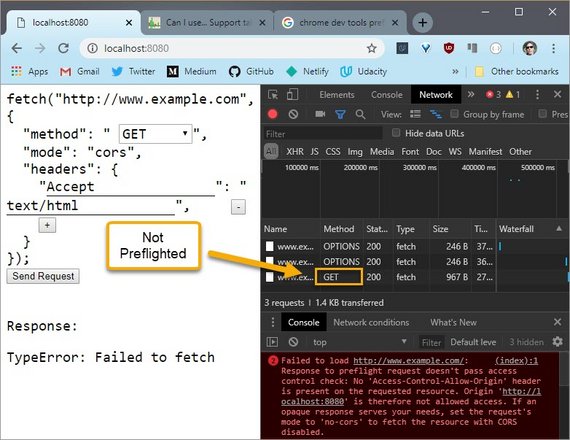 localhost:8080
Can I use... Support tal
chrome dev tools pref
localhost:8080
Apps
Gmail
Twitter
Medium
GitHub
Netlify
Udacity
Other bookmarks
fetch("http://www.example.com",
{
"method": " GET ",
"mode": "cors",
"headers": {
"Accept": "
text/html",
-
+
}
});
Send Request
Not
Preflighted
Response:
TypeError: Failed to fetch
Elements
Console
Network
»
3
1
View:
Group by frame
Pres
Filter
Hide data URLs
All XHR JS CSS Img Media Font Doc WS Manifest Other
100000 ms
200000 ms
300000 ms
400000 ms
500000 ms
Name Method Stat... Type Size Ti... Waterfall
www.ex... OPTIONS 200 fetch 246 B 37...
www.ex... OPTIONS 200 fetch 246 B 36...
www.ex... GET 200 fetch 967 B 27...
3 requests | 1.4 KB transferred
Console
Network conditions
What's New
top
Filter
Default leve
3 hidden
2
Failed to load http://www.example.com/: (index):1
Response to preflight request doesn't pass access
control check: No 'Access-Control-Allow-Origin' header
is present on the requested resource. Origin 'http://l
ocalhost:8080' is therefore not allowed access. If an
opaque response serves your needs, set the request's
mode to 'no-cors' to fetch the resource with CORS
disabled.